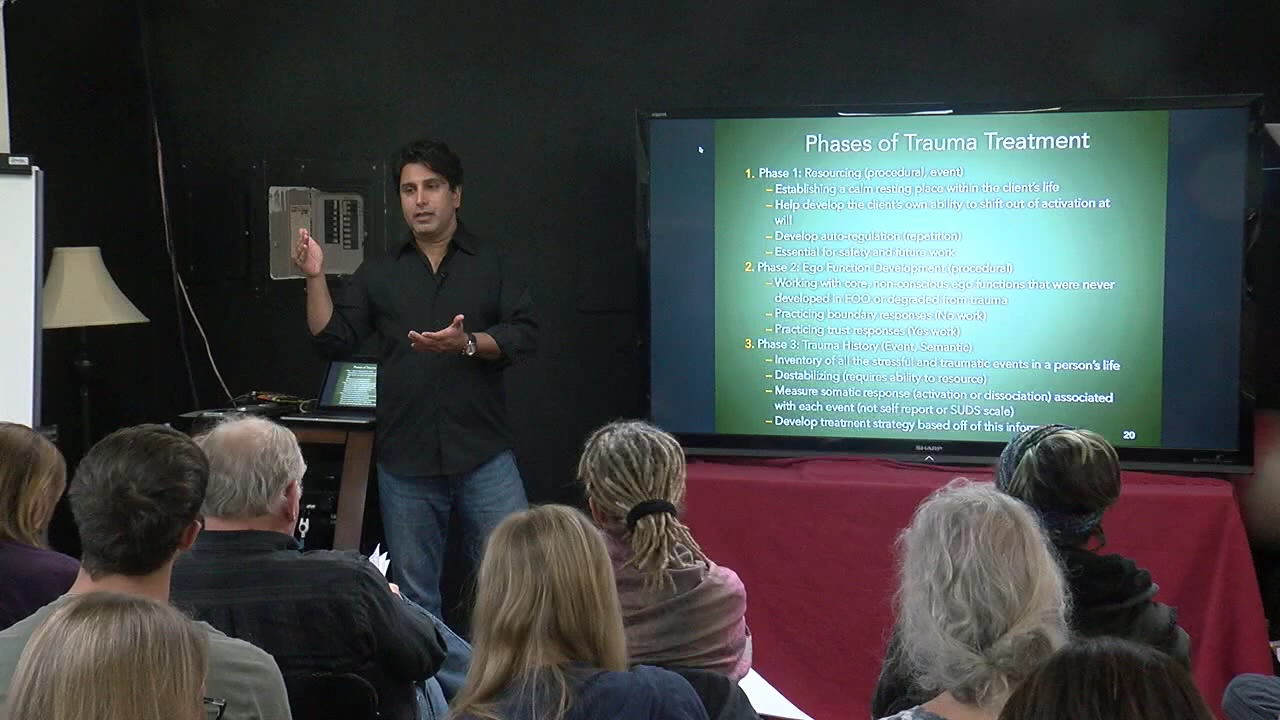 Phases of Trauma Treatment
1. Phase 1: Resourcing (procedural, event)
– Establishing a calm resting place within the client's life
– Help develop the client's own ability to shift out of activation at
will
– Develop auto-regulation (repetition)
– Essential for safety and future work
2. Phase 2: Ego Function Development (procedural)
– Working with core, non-conscious ego functions that were never
developed in FOO or degraded from trauma
– Practicing boundary responses (No work)
– Practicing trust responses (Yes work)
3. Phase 3: Trauma History (Event, Semantic)
– Inventory of all the stressful and traumatic events in a person's life
– Destabilizing (requires ability to resource)
– Measure somatic response (activation or dissociation) associated
with each event (not self report or SUDS scale)
– Develop treatment strategy based off of this
20
SHARP